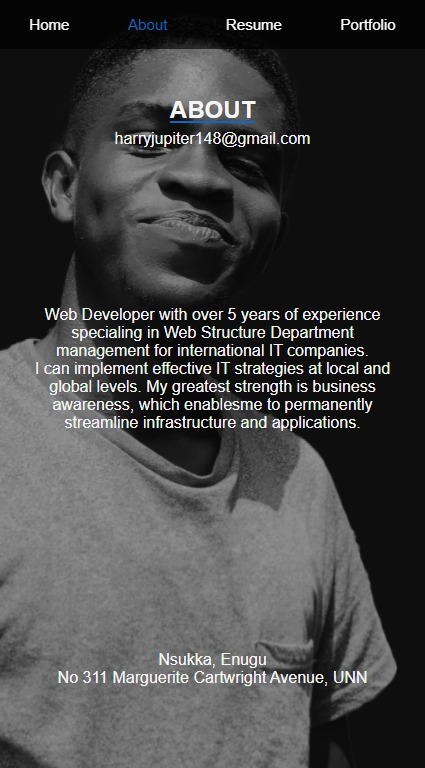 Home About Resume Portfolio
ABOUT
harryjupiter148@gmail.com
Web Developer with over 5 years of experience
specialing in Web Structure Department
management for international IT companies.
I can implement effective IT strategies at local and
global levels. My greatest strength is business
awareness, which enablesme to permanently
streamline infrastructure and applications.
Nsukka, Enugu
No 311 Marguerite Cartwright Avenue, UNN